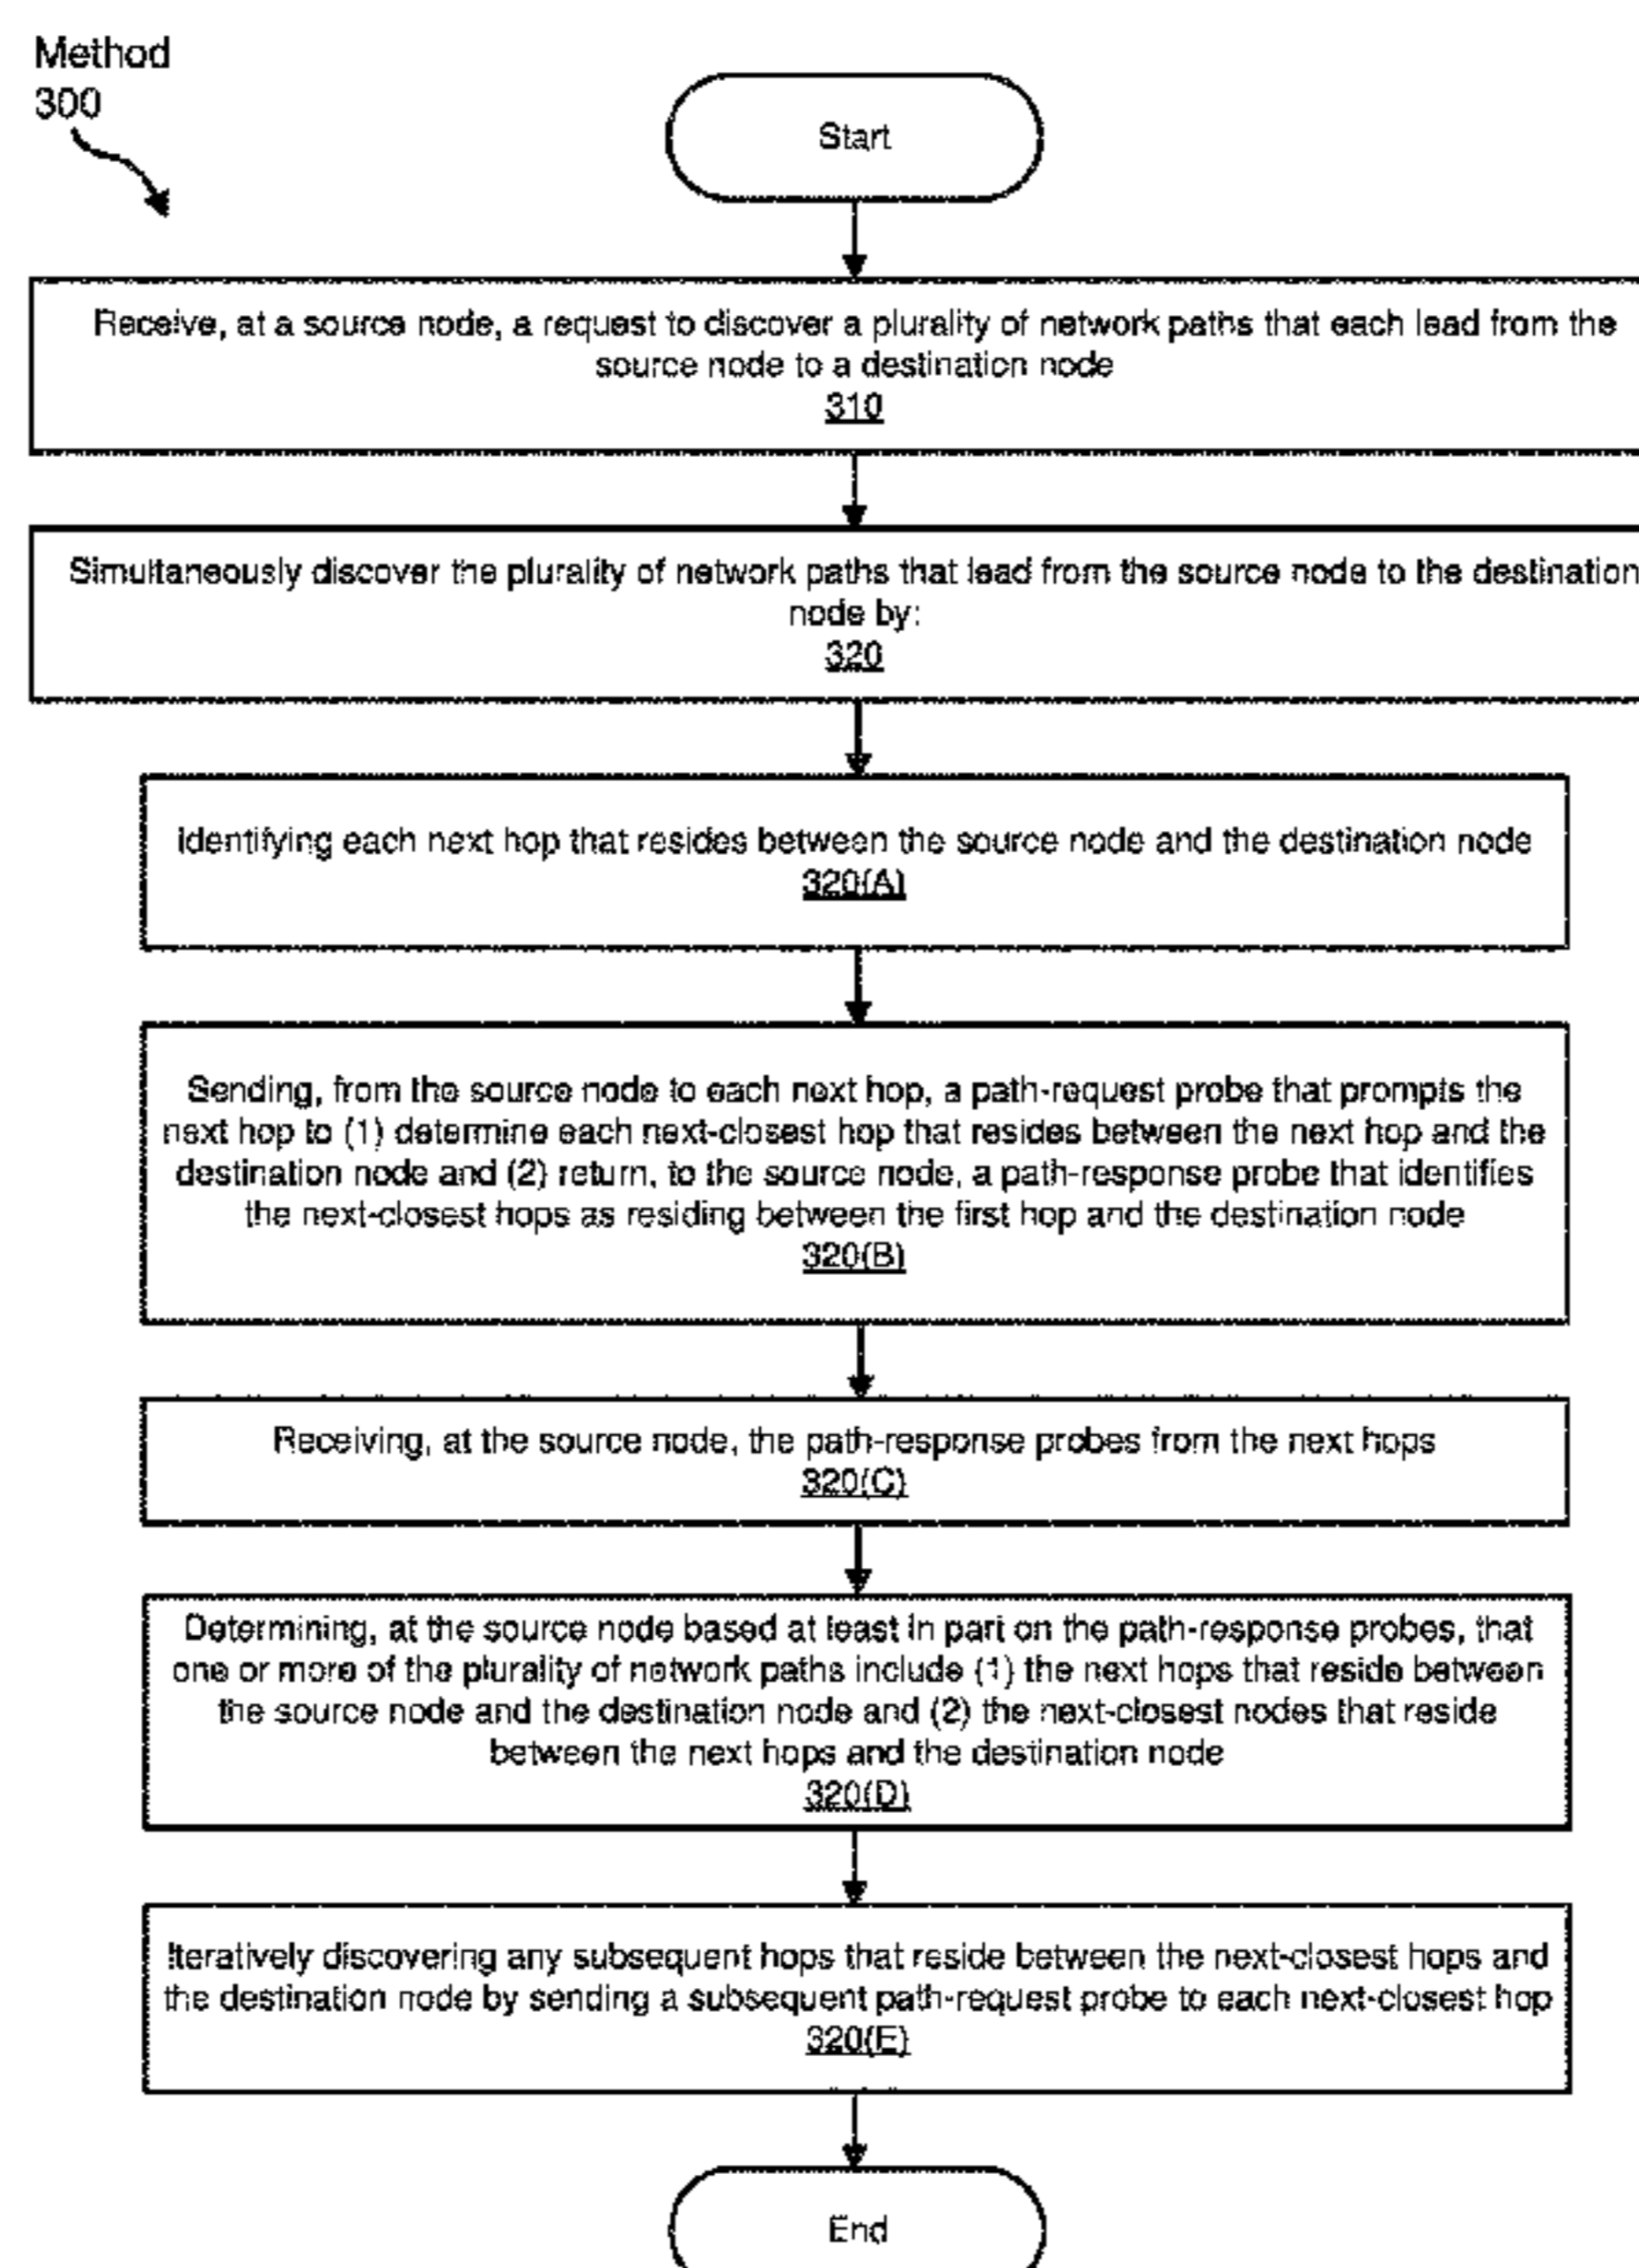 Method
300
Start
Receive, at a source node, a request to discover a plurality of network paths that each lead from the
source node to a destination node
310
Simultaneously discover the plurality of network paths that lead from the source node to the destination
node by:
320
Identifying each next hop that resides between the source node and the destination node
320(A)
Sending, from the source node to each next hop, a path-request probe that prompts the
next hop to (1) determine each next-closest hop that resides between the next hop and the
destination node and (2) return, to the source node, a path-response probe that identifies
the next-closest hops as residing between the first hop and the destination node
320(B)
Receiving, at the source node, the path-response probes from the next hops
320(C)
Determining, at the source node based at least in part on the path-response probes, that
one or more of the plurality of network paths include (1) the next hops that reside between
the source node and the destination node and (2) the next-closest nodes that reside
between the next hops and the destination node
320(D)
Iteratively discovering any subsequent hops that reside between the next-closest hops and
the destination node by sending a subsequent path-request probe to each next-closest hop
320(E)
End